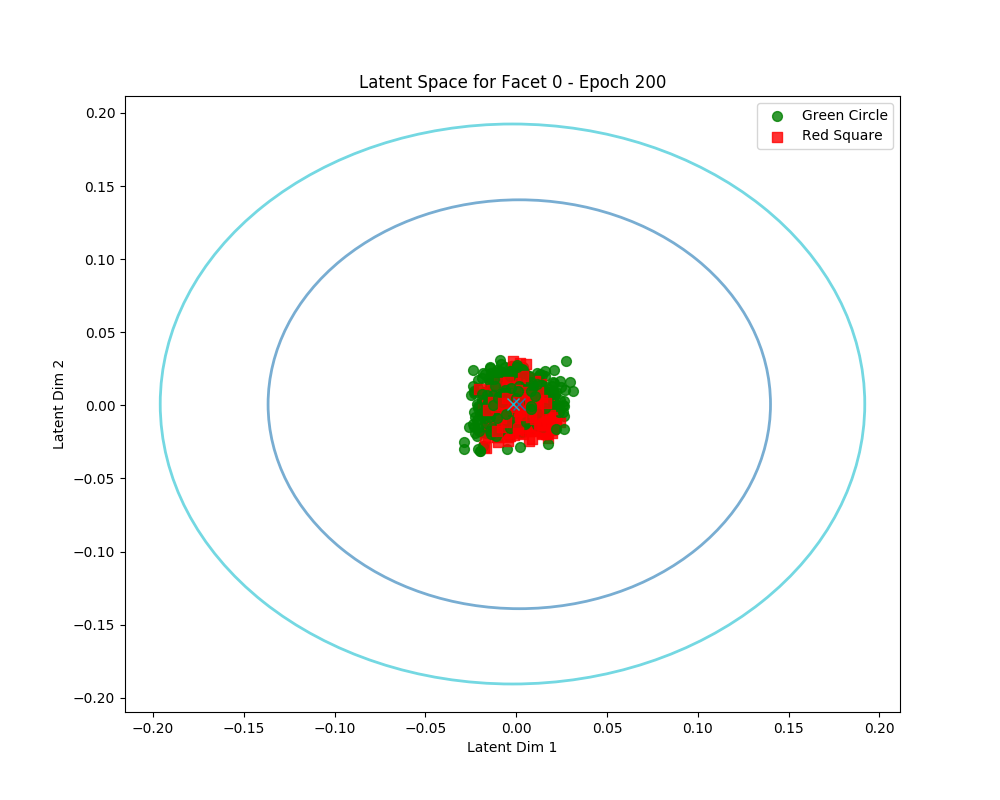 Latent Space for Facet 0 - Epoch 200
Green Circle
Red Square
0.20
0.15
0.10
0.05
0.00
−0.05
−0.10
−0.15
−0.20
Latent Dim 2
−0.20 −0.15 −0.10 −0.05 0.00 0.05 0.10 0.15 0.20
Latent Dim 1